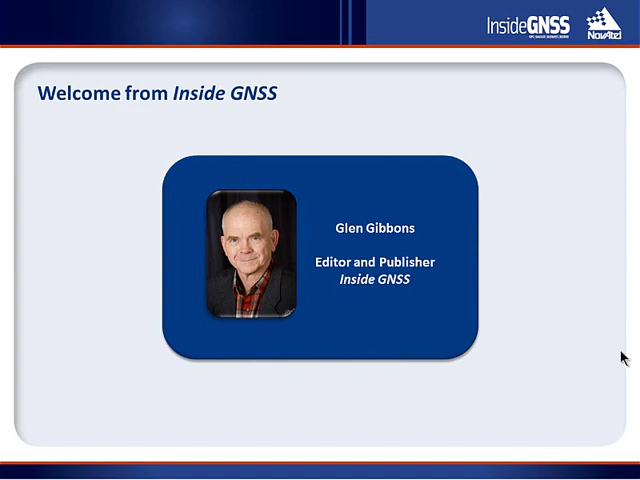 InsideGNSS
NovAtel
Welcome from Inside GNSS
Glen Gibbons
Editor and Publisher
Inside GNSS